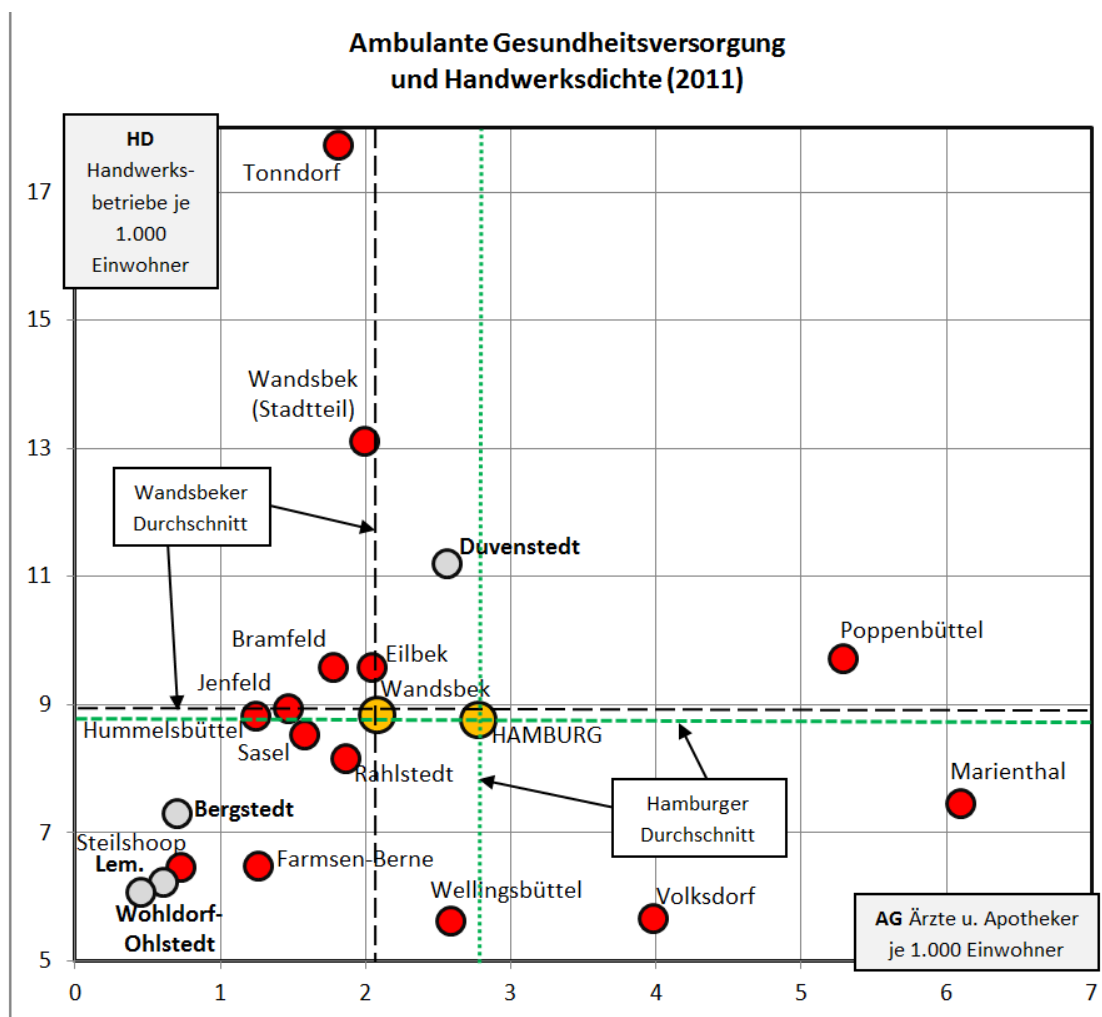 Ambulante Gesundheitsversorgung
und Handwerksdichte (2011)
HD
Handwerks-
betriebe je
1.000
Einwohner
Tonndorf
17
15
Wandsbek
(Stadtteil)
13
Wandsbeker
Durchschnitt
Duvenstedt
11
Bramfeld
Eilbek
Poppenbüttel
Jenfeld
Wandsbek
9
Hummelsbüttel
HAMBURG
Sasel
Rahlstedt
Marienthal
Hamburger
Durchschnitt
Bergstedt
7
Steilshoop
Lem.
Farmsen-Berne
Wellingsbüttel
Volksdorf
Wohldorf-
Ohlstedt
AG Ärzte u. Apotheker
je 1.000 Einwohner
5
0 1 2 3 4 5 6 7